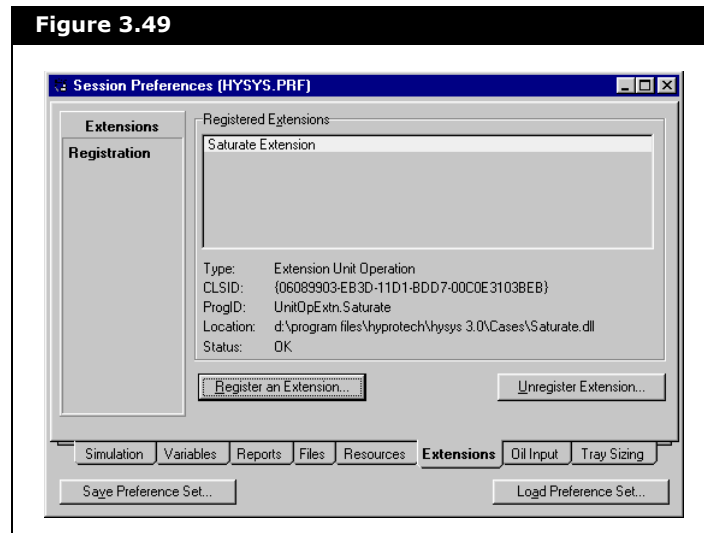 Figure 3.49
Session Preferences (HYSYS.PRF)
Extensions
Registration
Registered Extensions
Saturate Extension
Type: Extension Unit Operation
CLSID: {06089903-EB3D-11D1-BDD7-00C0E3103BEB}
ProgID: UnitOpExtn.Saturate
Location: d:\program files\hyprotech\hysys 3.0\Cases\Saturate.dll
Status: OK
Register an Extension... Unregister Extension...
Simulation Variables Reports Files Resources Extensions Oil Input Tray Sizing
Save Preference Set... Load Preference Set...